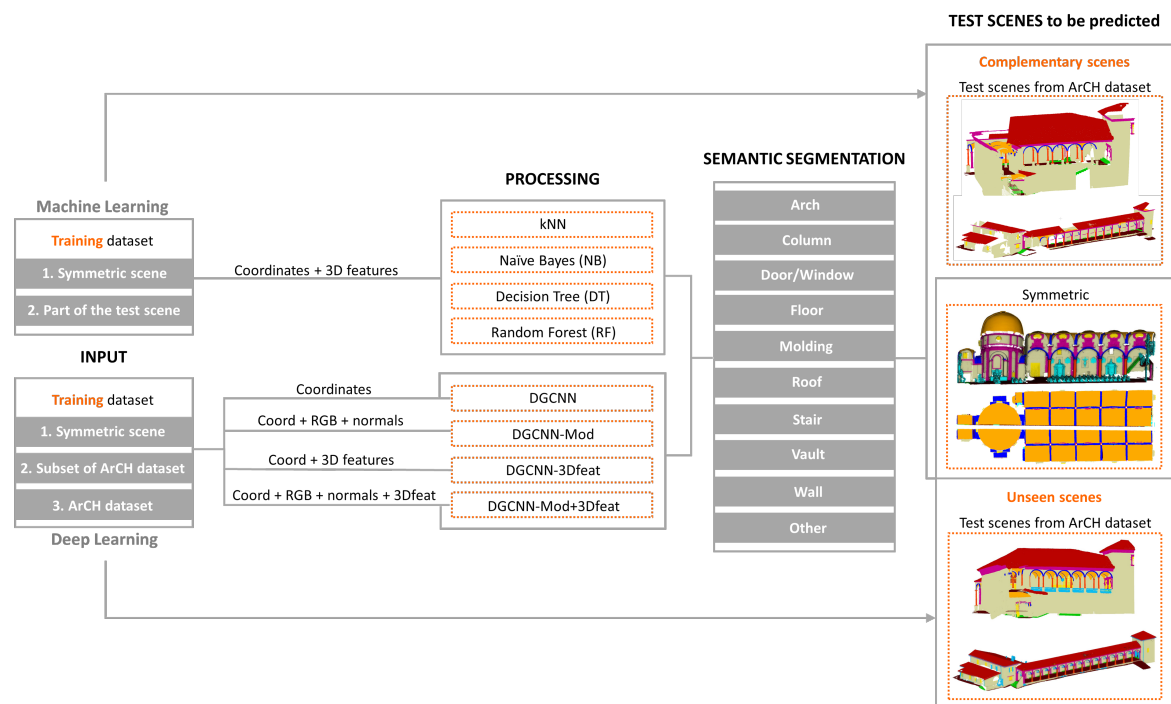 TEST SCENES to be predicted
Complementary scenes
Test scenes from ArCH dataset
Machine Learning
Training dataset
1. Symmetric scene
2. Part of the test scene
INPUT
Training dataset
1. Symmetric scene
2. Subset of ArCH dataset
3. ArCH dataset
Deep Learning
Coordinates + 3D features
Coordinates
Coord + RGB + normals
Coord + 3D features
Coord + RGB + normals + 3Dfeat
PROCESSING
kNN
Naïve Bayes (NB)
Decision Tree (DT)
Random Forest (RF)
DGCNN
DGCNN-Mod
DGCNN-3Dfeat
DGCNN-Mod+3Dfeat
SEMANTIC SEGMENTATION
Arch
Column
Door/Window
Floor
Molding
Roof
Stair
Vault
Wall
Other
Symmetric
Unseen scenes
Test scenes from ArCH dataset